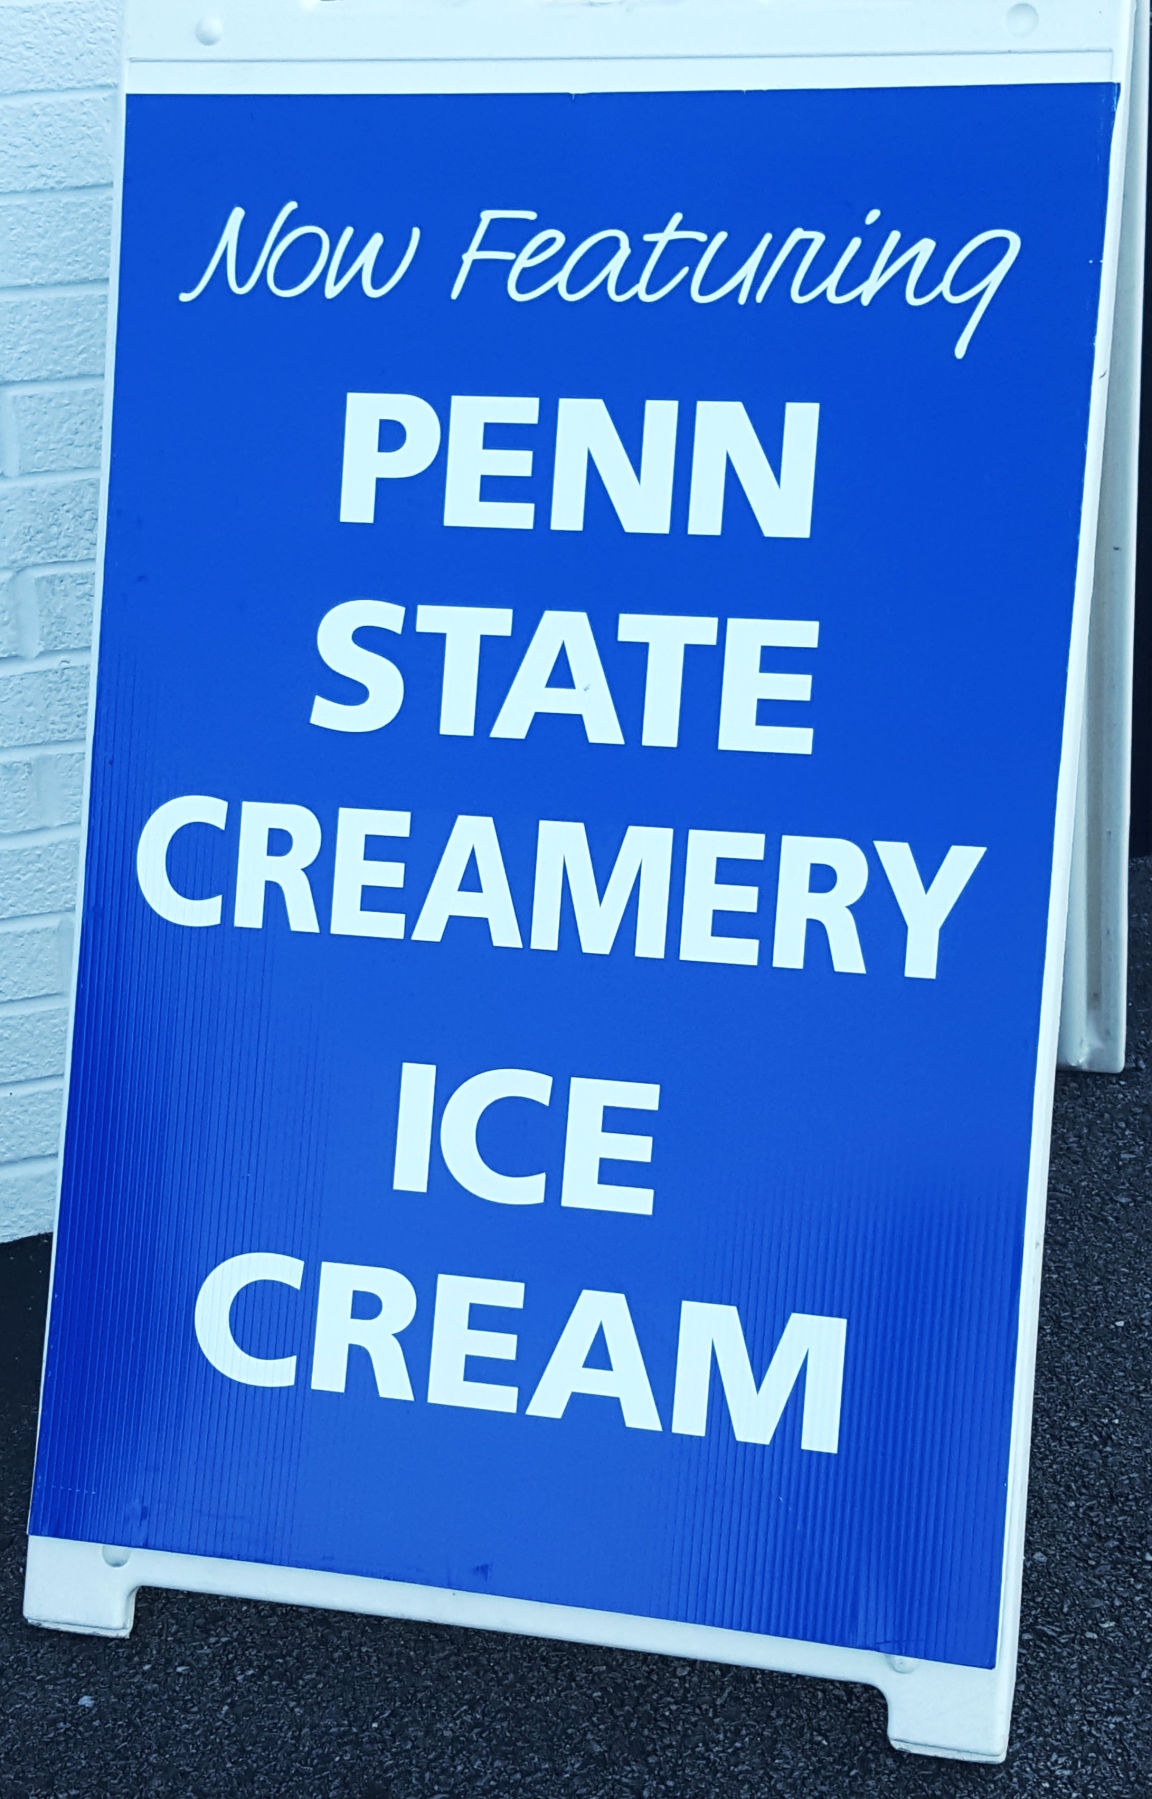 Now Featuring
PENN
STATE
CREAMERY
ICE
CREAM